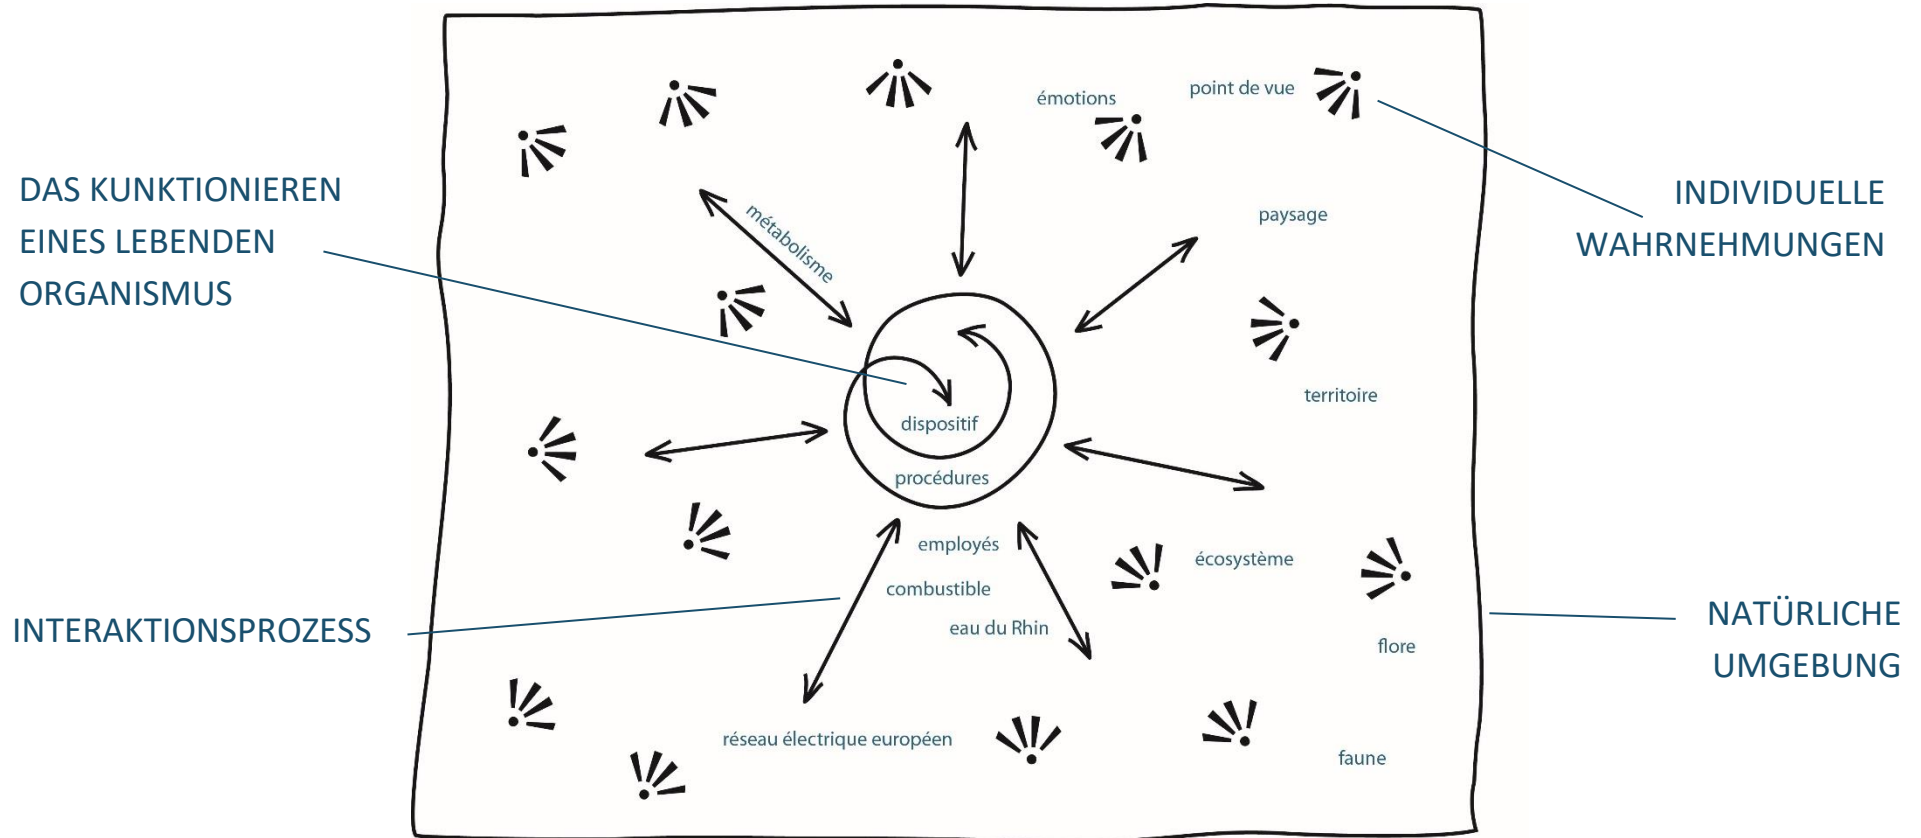 émotions
point de vue
DAS KUNKTIONIEREN
EINES LEBENDEN
ORGANISMUS
INDIVIDUELLE
WAHRNEHMUNGEN
métabolisme
paysage
territoire
dispositif
procédures
employés
écosystème
combustible
eau du Rhin
INTERAKTIONSPROZESS
NATÜRLICHE
UMGEBUNG
flore
réseau électrique européen
faune